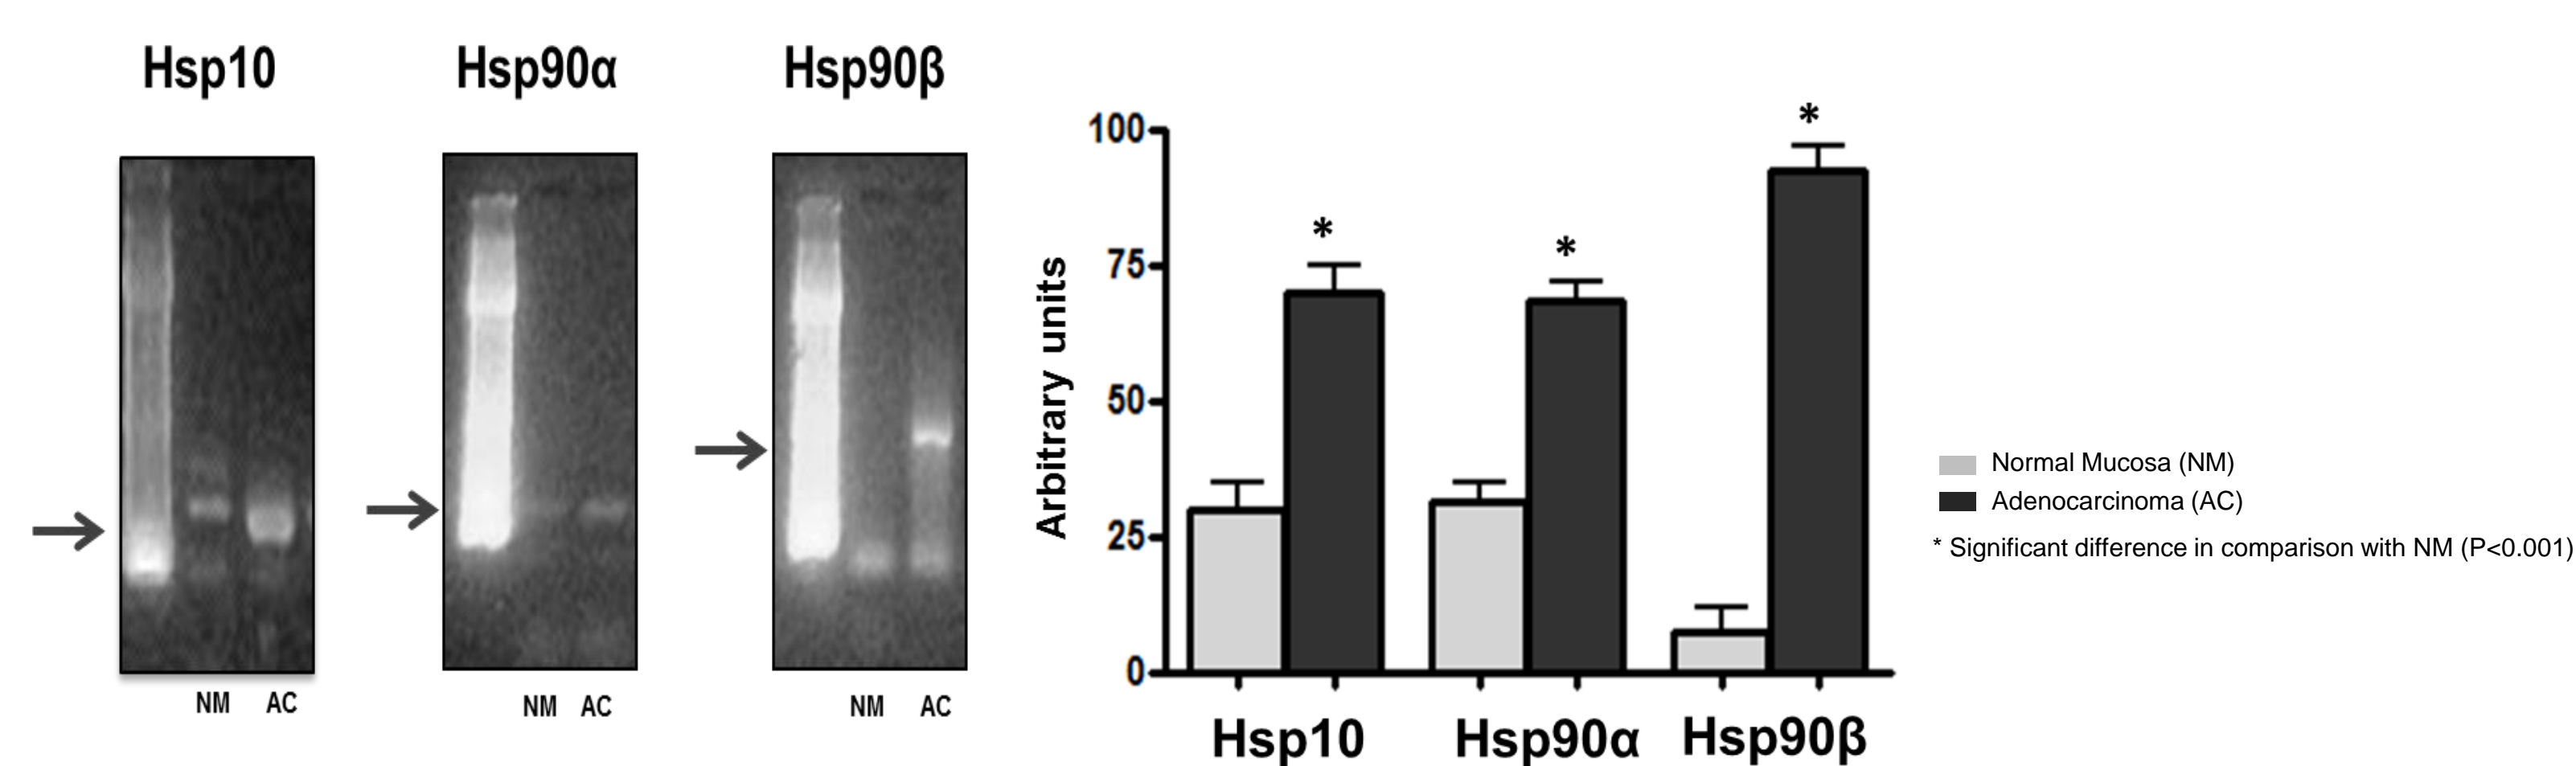 Hsp10
Hsp90α
Hsp90β
NM AC
NM AC
NM AC
Arbitrary units
100
75
50
25
0
*
*
*
Hsp10
Hsp90α
Hsp90β
Normal Mucosa (NM)
Adenocarcinoma (AC)
* Significant difference in comparison with NM (P<0.001)